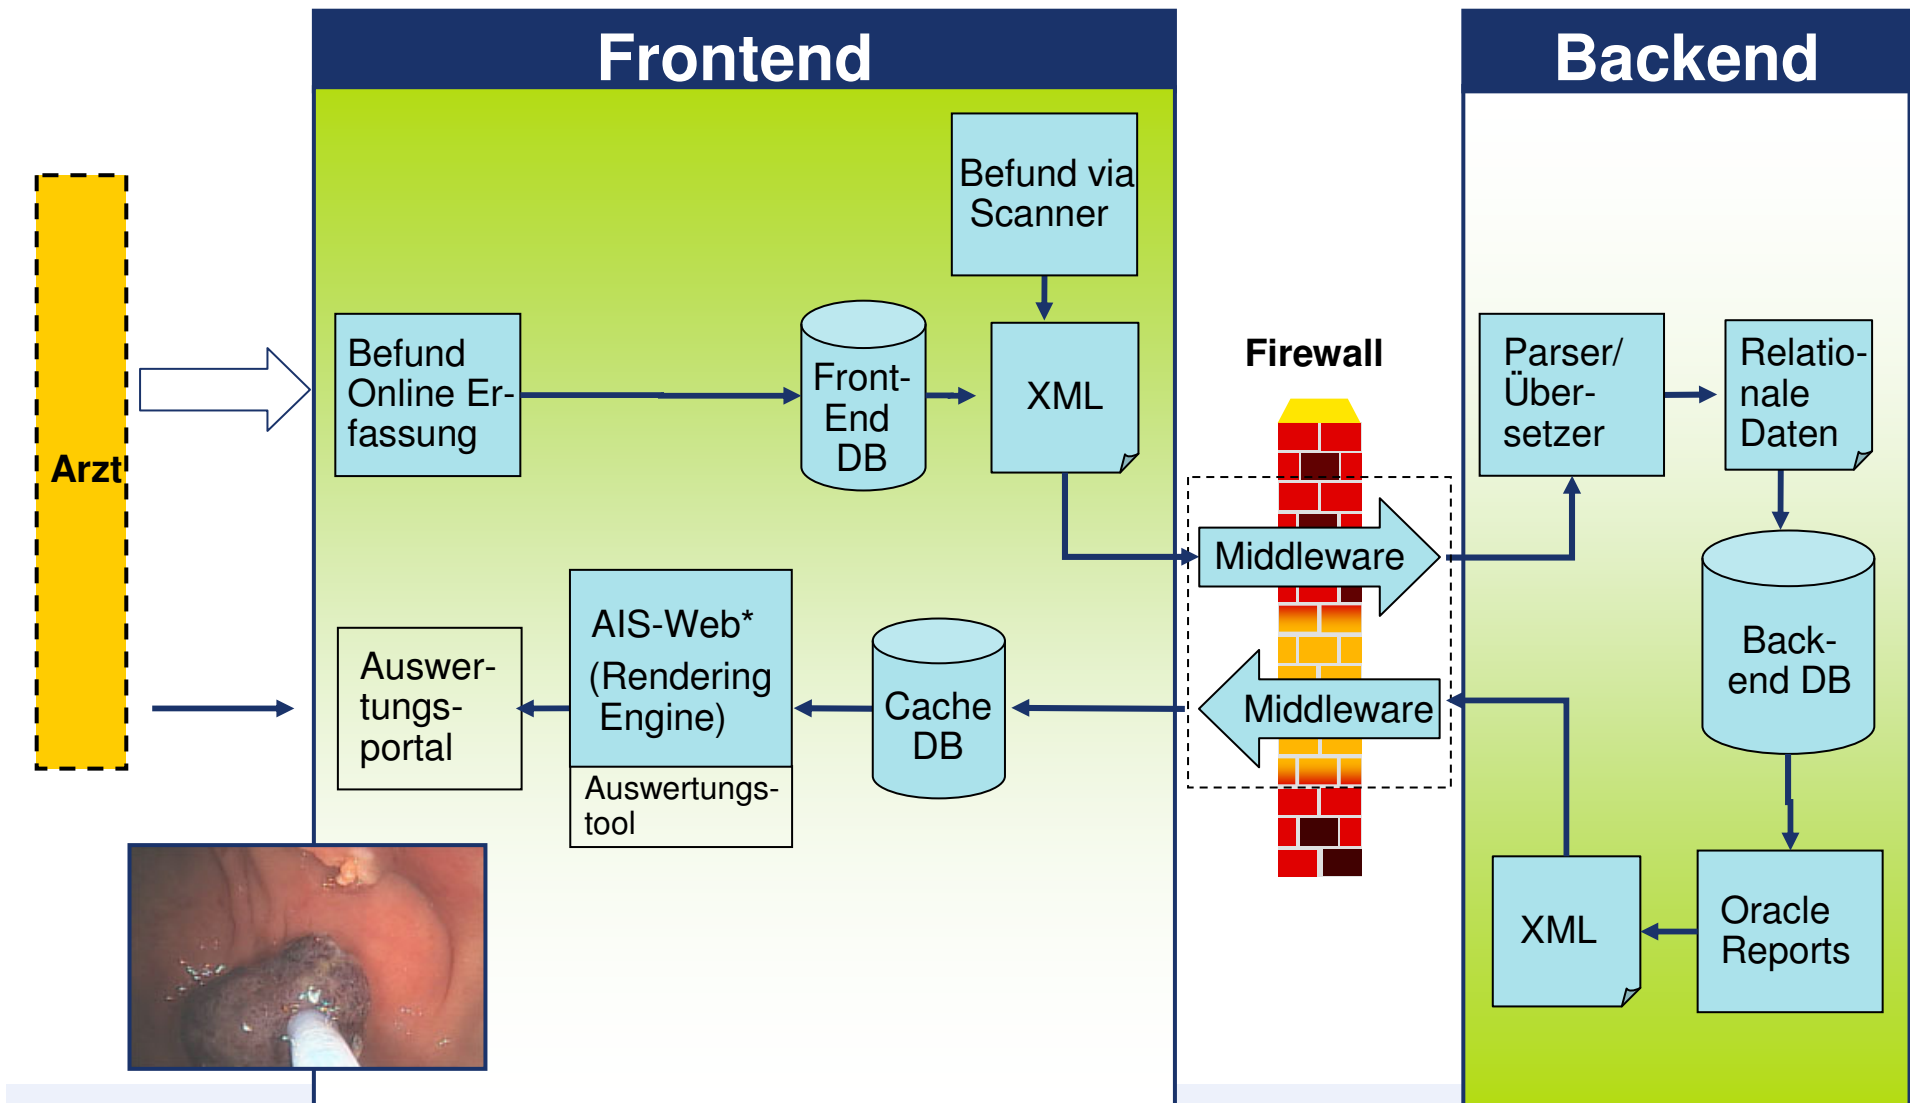 Frontend
Backend
Befund via
Scanner
Arzt
Befund
Online Er-
fassung
Front-
End
DB
XML
Firewall
Parser/
Über-
setzer
Relatio-
nale
Daten
Middleware
Back-
end DB
Auswer-
tungs-
portal
AIS-Web*
(Rendering
Engine)
Auswertungs-
tool
Cache
DB
Middleware
XML
Oracle
Reports